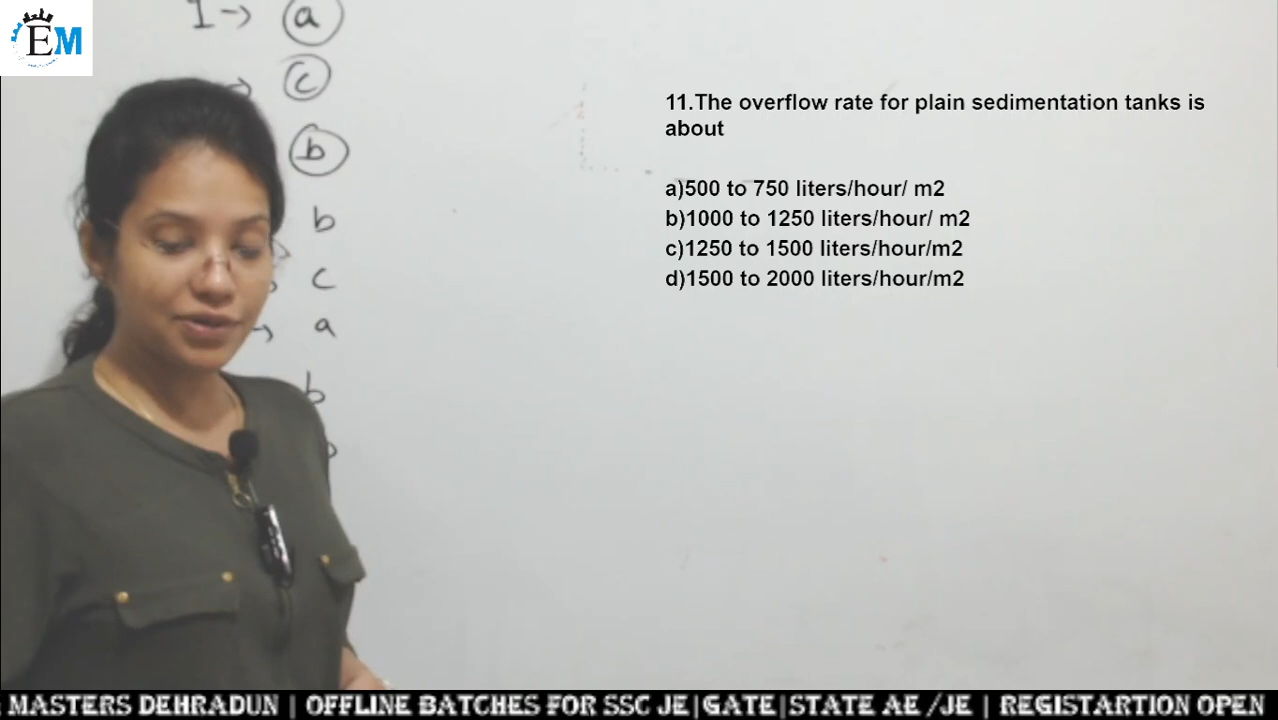 EM
1 → a
→ c
b
b
c
→ a
b
11.The overflow rate for plain sedimentation tanks is
about
a)500 to 750 liters/hour/ m2
b)1000 to 1250 liters/hour/ m2
c)1250 to 1500 liters/hour/m2
d)1500 to 2000 liters/hour/m2
MASTERS DEHRADUN | OFFLINE BATCHES FOR SSC JE|GATE|STATE AE /JE | REGISTARTION OPEN